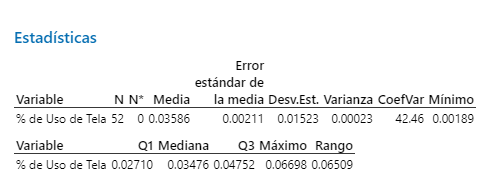 Estadísticas
Error
estándar de
Variable N N* Media la media Desv.Est. Varianza CoefVar Mínimo
% de Uso de Tela 52 0 0.03586 0.00211 0.01523 0.00023 42.46 0.00189
Variable Q1 Mediana Q3 Máximo Rango
% de Uso de Tela 0.02710 0.03476 0.04752 0.06698 0.06509